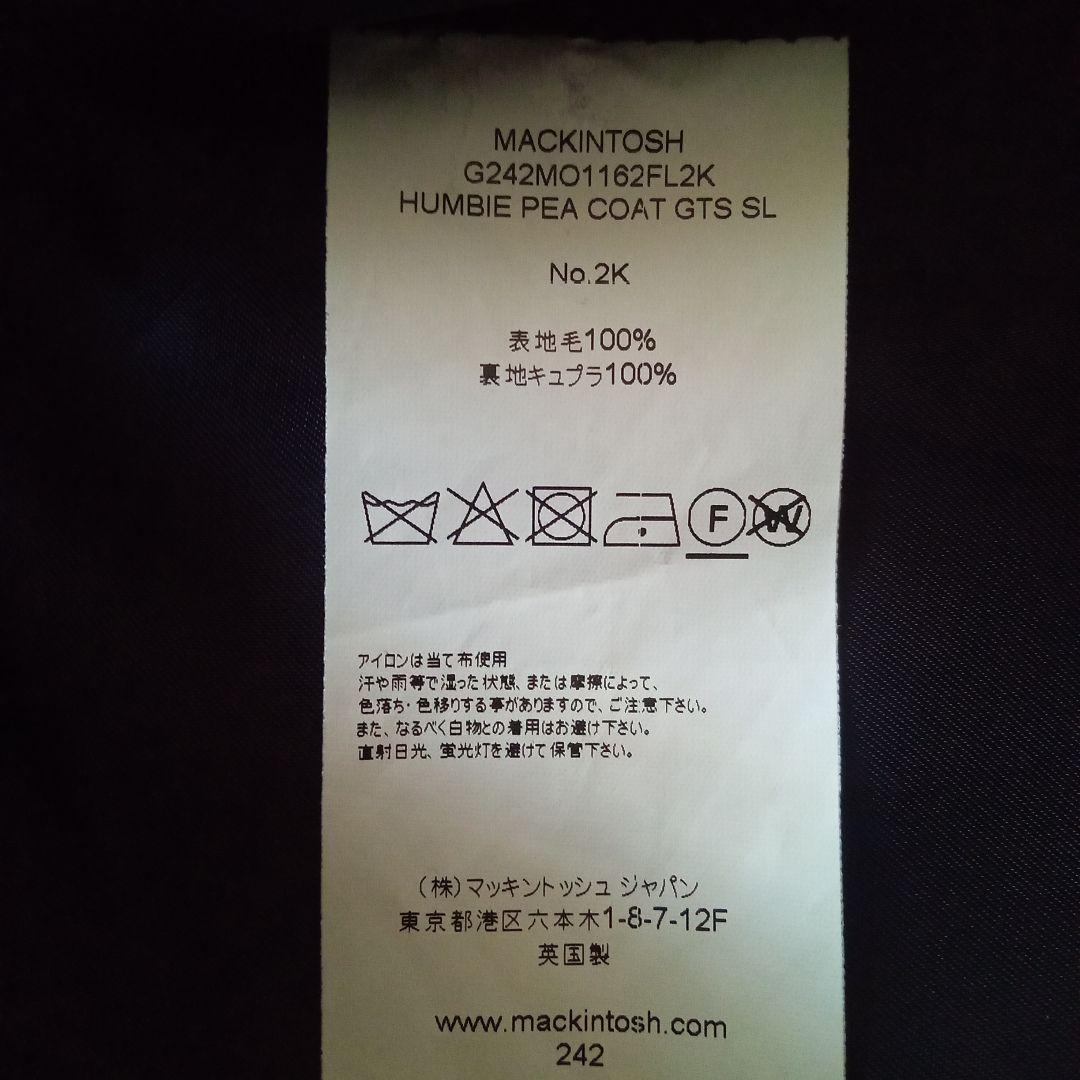 MACKINTOSH
G242MO1162FL2K
HUMBIE PEA COAT GTS SL
No.2K
表地毛100%
裏地キュプラ100%
F W
アイロンは当て布使用
汗や雨等で湿った状態、または摩擦によって、
色落ち・色移りする事がありますので、ご注意下さい。
また、なるべく白物との着用はお避け下さい。
直射日光、蛍光灯を避けて保管下さい。
(株)マッキントッシュ ジャパン
東京都港区六本木1-8-7-12F
英国製
www.mackintosh.com
242